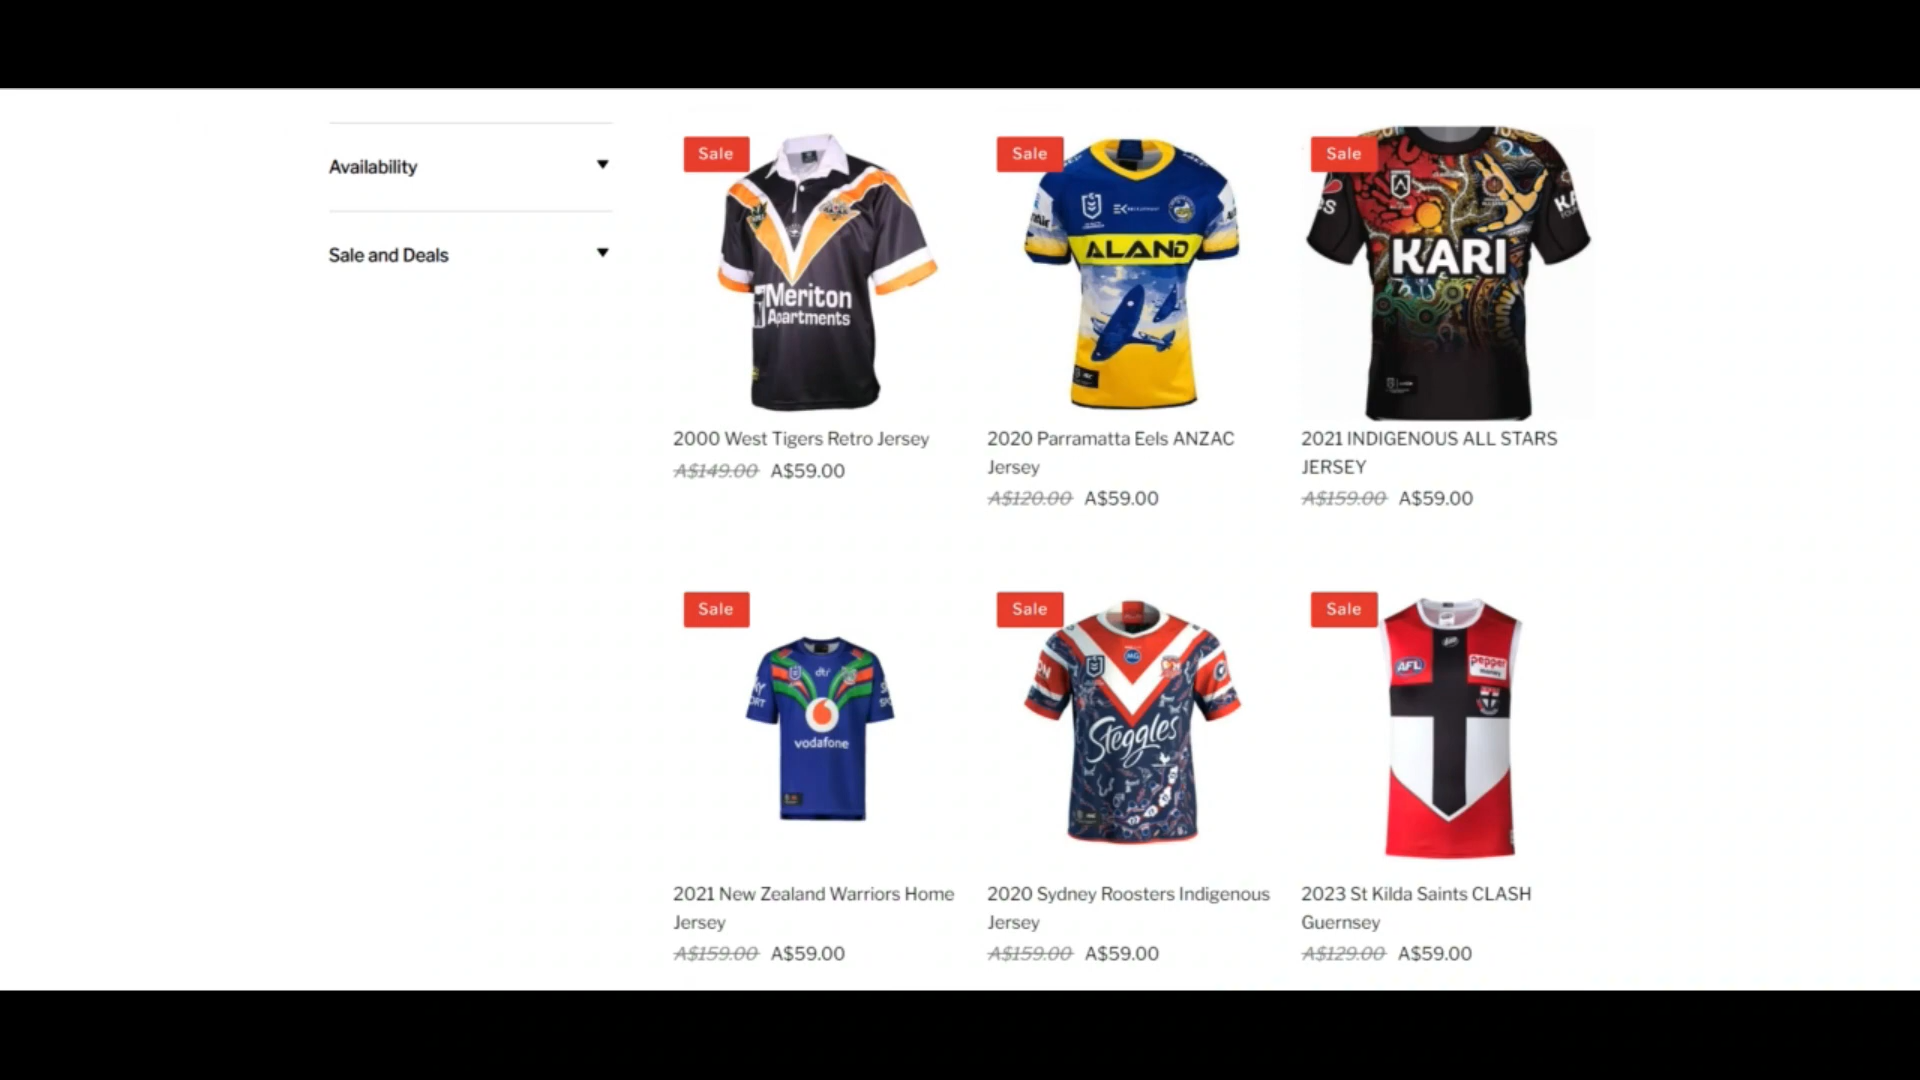 Availability
Sale and Deals
Sale
Sale
Sale
Meriton
Apartments
ALAND
KARI
2000 West Tigers Retro Jersey
A$149.00 A$59.00
2020 Parramatta Eels ANZAC
Jersey
A$120.00 A$59.00
2021 INDIGENOUS ALL STARS
JERSEY
A$159.00 A$59.00
Sale
Sale
Sale
dtr
vodafone
Steggles
AFL
pepper
2021 New Zealand Warriors Home
Jersey
A$159.00 A$59.00
2020 Sydney Roosters Indigenous
Jersey
A$159.00 A$59.00
2023 St Kilda Saints CLASH
Guernsey
A$129.00 A$59.00